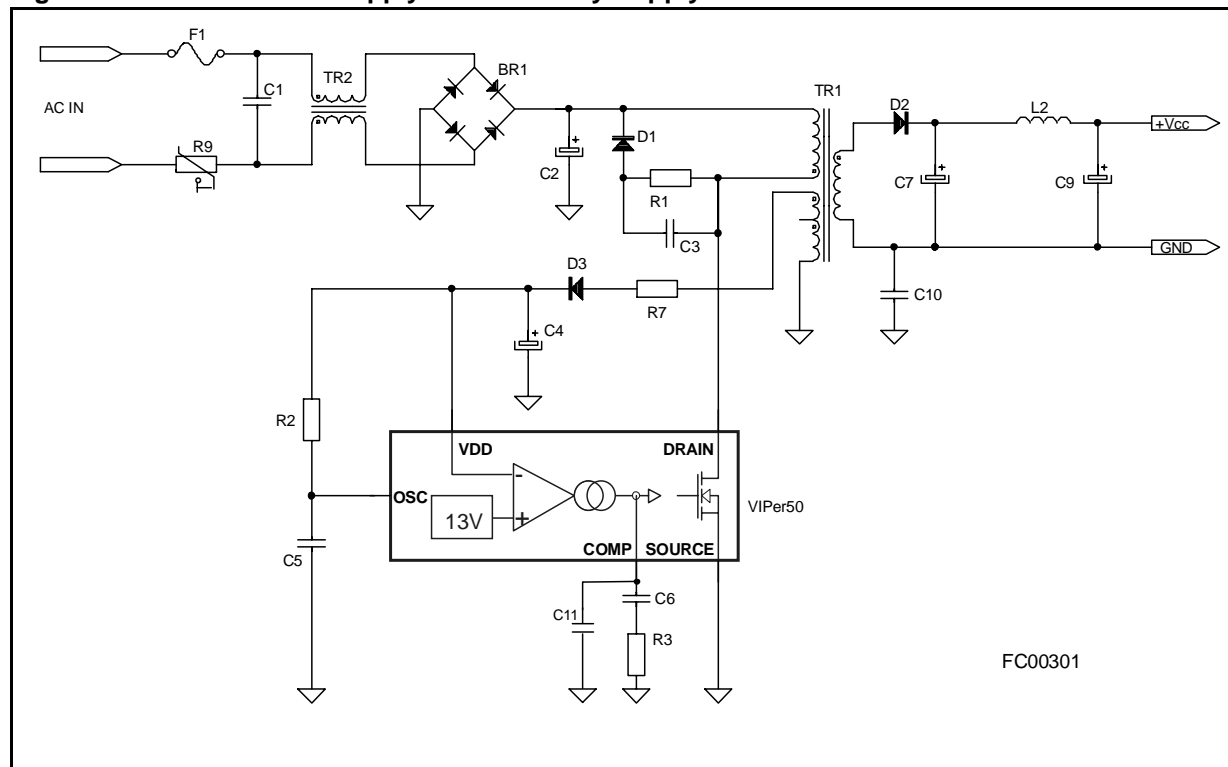 F1
BR1
TR2
TR1
C1
D2
L2
AC IN
+Vcc
D1
R9
C2
R1
C7
C9
C3
GND
D3
C10
R7
C4
R2
VDD
DRAIN
OSC
-
VIPer50
13V
+
COMP
SOURCE
C5
C6
C11
R3
FC00301